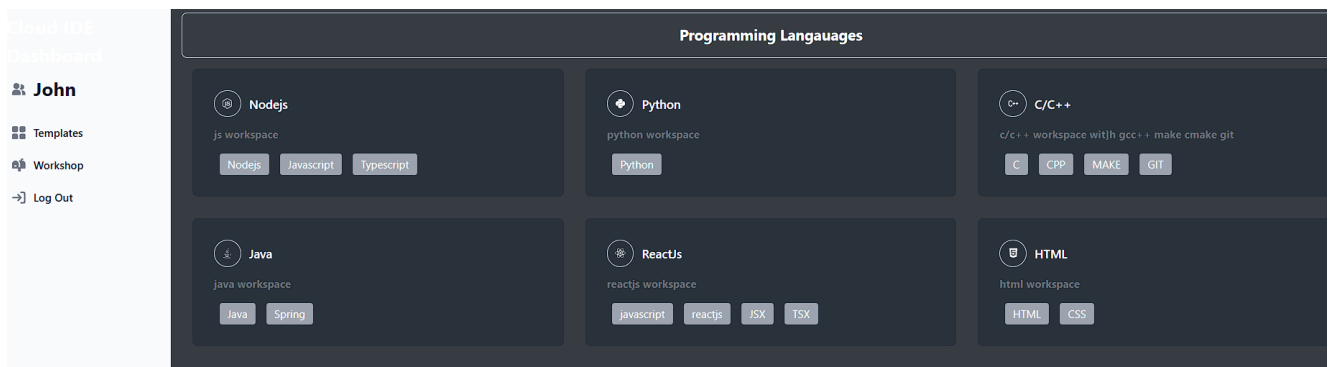 Cloud IDE
Dashboard
John
Templates
Workshop
Log Out
Programming Langauages
Nodejs
js workspace
Nodejs Javascript Typescript
Python
python workspace
Python
C++
C/C++
c/c++ workspace wit]h gcc++ make cmake git
C CPP MAKE GIT
Java
java workspace
Java Spring
ReactJs
reactjs workspace
javascript reactjs JSX TSX
HTML
html workspace
HTML CSS